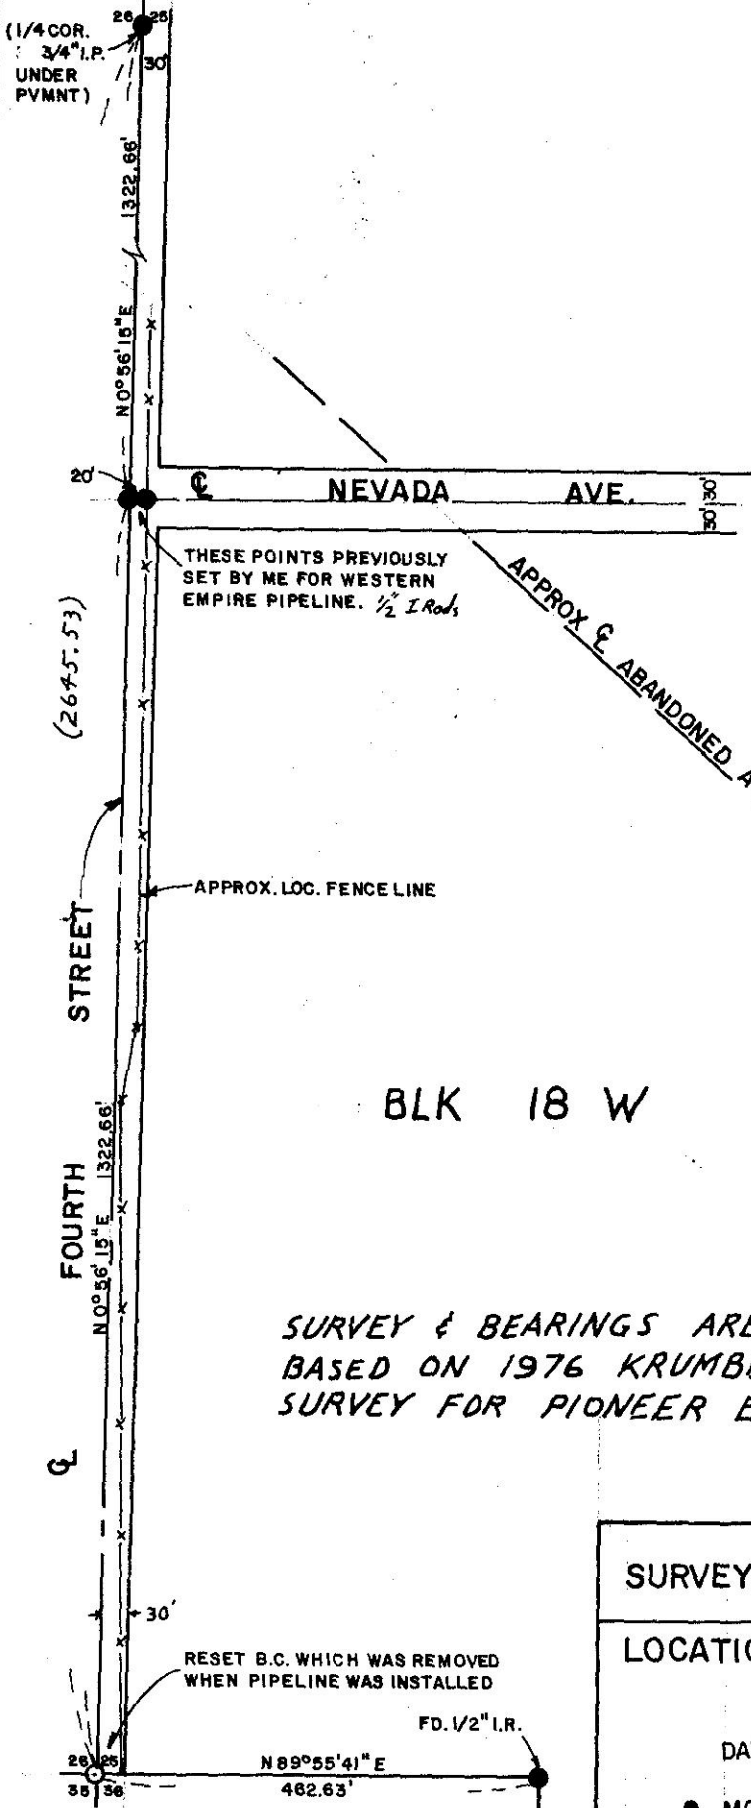 26 25
(1/4 COR.
3/4" I.P.
UNDER
PVMNT)
30'
1322.66'
N 0° 56' 15" E
20'
℄ NEVADA AVE.
30' 30'
THESE POINTS PREVIOUSLY
SET BY ME FOR WESTERN
EMPIRE PIPELINE. 1/2" I Rods
(2645.53)
APPROX ℄ ABANDONED A
APPROX. LOC. FENCE LINE
℄ FOURTH STREET
BLK 18 W
N 0° 56' 15" E 1322.66'
SURVEY & BEARINGS ARE
BASED ON 1976 KRUMB
SURVEY FOR PIONEER E
SURVEY
LOCATIO
30'
RESET B.C. WHICH WAS REMOVED
WHEN PIPELINE WAS INSTALLED
FD. 1/2" I.R.
DA
26 25
35 36
N 89° 55' 41" E
462.63'